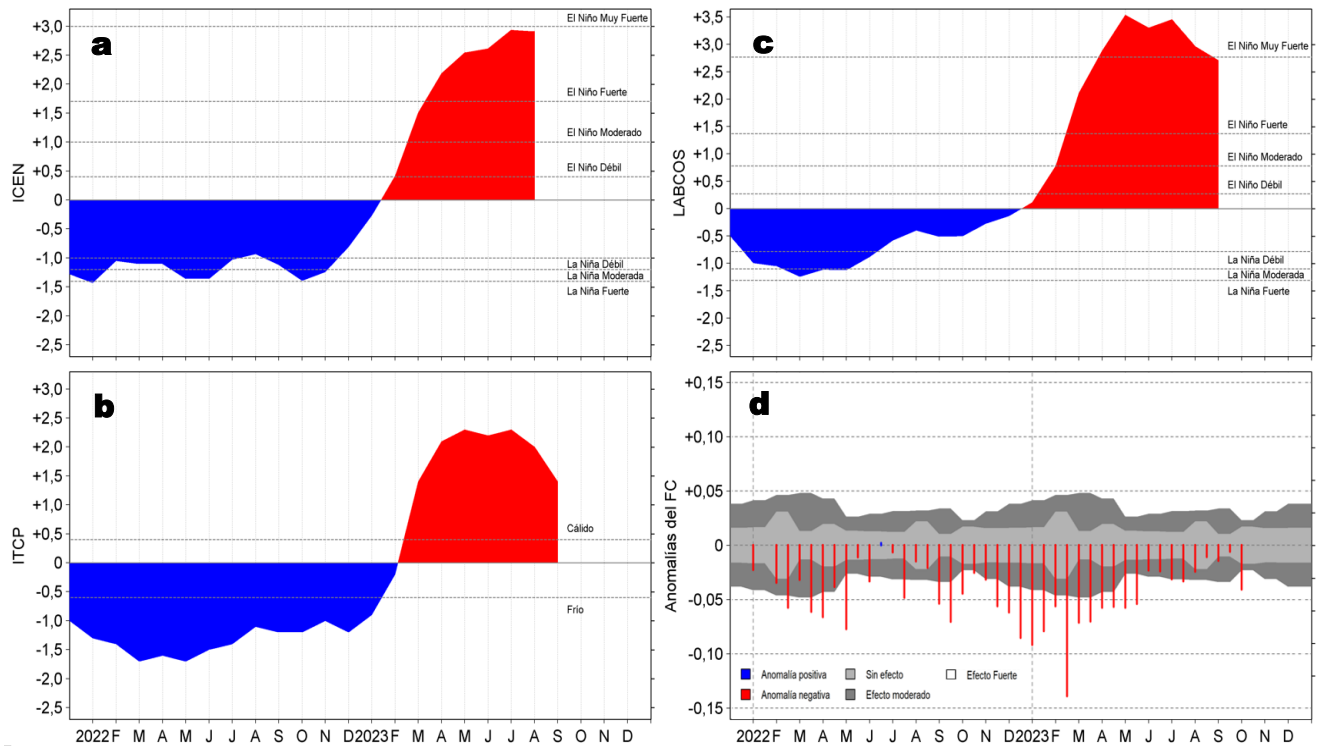 a
ICEN
+3,0
+2,5
+2,0
+1,5
+1,0
+0,5
0
-0,5
-1,0
-1,5
-2,0
-2,5
El Niño Muy Fuerte
El Niño Fuerte
El Niño Moderado
El Niño Débil
La Niña Débil
La Niña Moderada
La Niña Fuerte
c
LABCOS
+3,5
+3,0
+2,5
+2,0
+1,5
+1,0
+0,5
0
-0,5
-1,0
-1,5
-2,0
-2,5
El Niño Muy Fuerte
El Niño Fuerte
El Niño Moderado
El Niño Débil
La Niña Débil
La Niña Moderada
La Niña Fuerte
b
ITCP
+3,0
+2,5
+2,0
+1,5
+1,0
+0,5
0
-0,5
-1,0
-1,5
-2,0
-2,5
Cálido
Frío
2022 F M A M J J A S O N D 2023 F M A M J J A S O N D
d
Anomalías del FC
+0,15
+0,10
+0,05
0
-0,05
-0,10
-0,15
Anomalía positiva
Sin efecto
Efecto Fuerte
Anomalía negativa
Efecto moderado
2022 F M A M J J A S O N D 2023 F M A M J J A S O N D